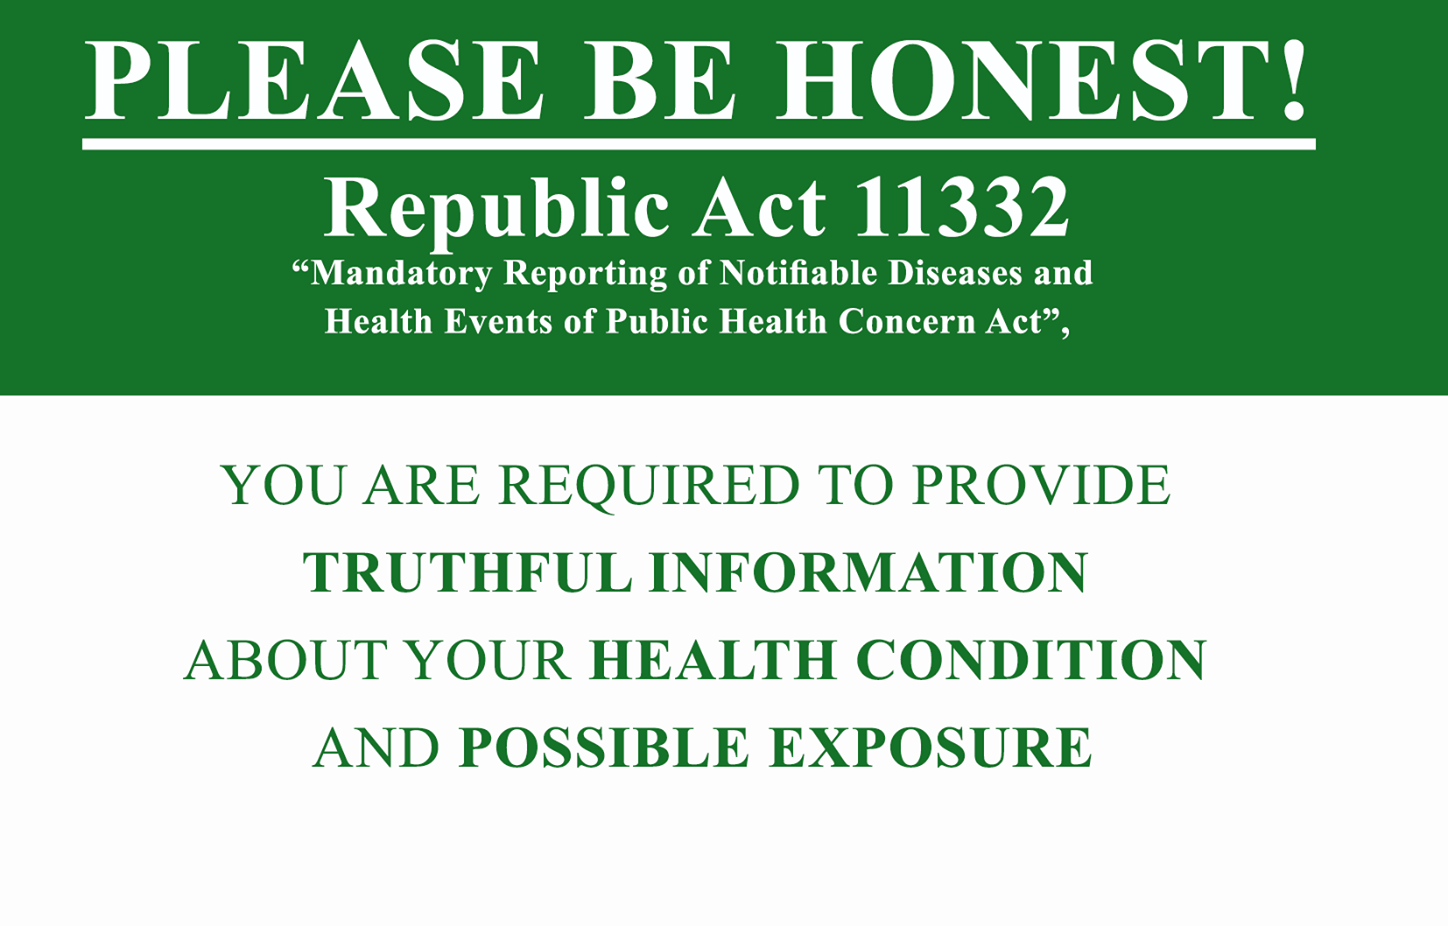 PLEASE BE HONEST!
Republic Act 11332
“Mandatory Reporting of Notifiable Diseases and
Health Events of Public Health Concern Act”,
YOU ARE REQUIRED TO PROVIDE
TRUTHFUL INFORMATION
ABOUT YOUR HEALTH CONDITION
AND POSSIBLE EXPOSURE